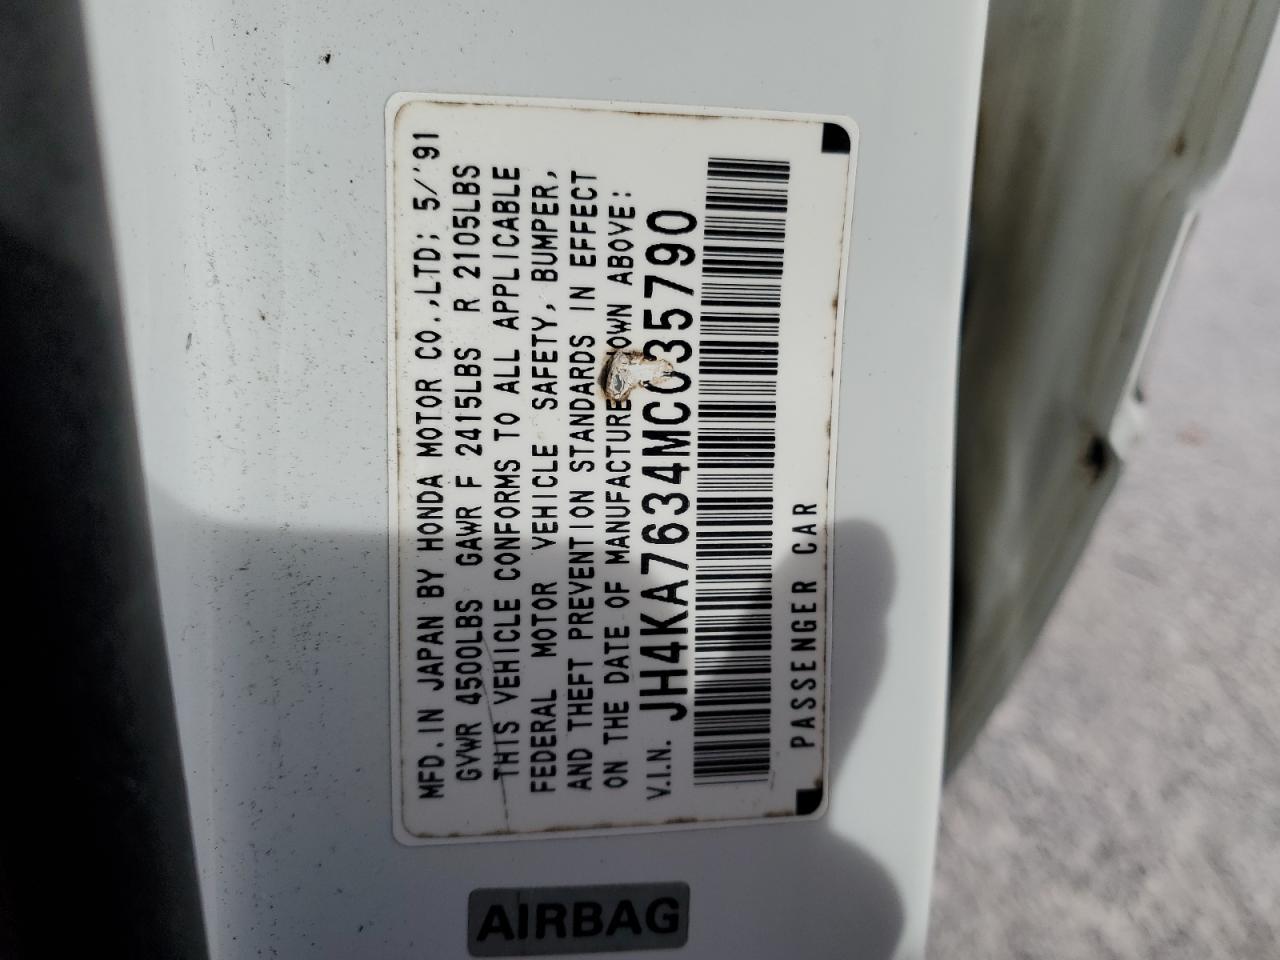 MFD. IN JAPAN BY HONDA MOTOR CO.,LTD: 5/'91
GVWR 4500LBS GAWR F 2415LBS R 2105LBS
THIS VEHICLE CONFORMS TO ALL APPLICABLE
FEDERAL MOTOR VEHICLE SAFETY, BUMPER,
AND THEFT PREVENTION STANDARDS IN EFFECT
ON THE DATE OF MANUFACTURE OWN ABOVE:
V.I.N. JH4KA7634MC035790
PASSENGER CAR
AIRBAG